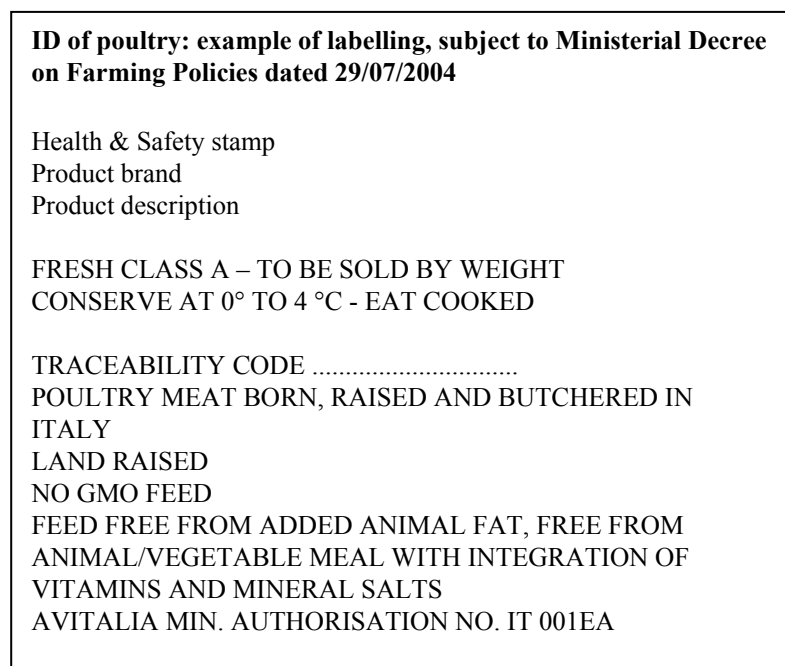 ID of poultry: example of labelling, subject to Ministerial Decree
on Farming Policies dated 29/07/2004
Health & Safety stamp
Product brand
Product description
FRESH CLASS A – TO BE SOLD BY WEIGHT
CONSERVE AT 0° TO 4 °C - EAT COOKED
TRACEABILITY CODE ...............................
POULTRY MEAT BORN, RAISED AND BUTCHERED IN
ITALY
LAND RAISED
NO GMO FEED
FEED FREE FROM ADDED ANIMAL FAT, FREE FROM
ANIMAL/VEGETABLE MEAL WITH INTEGRATION OF
VITAMINS AND MINERAL SALTS
AVITALIA MIN. AUTHORISATION NO. IT 001EA